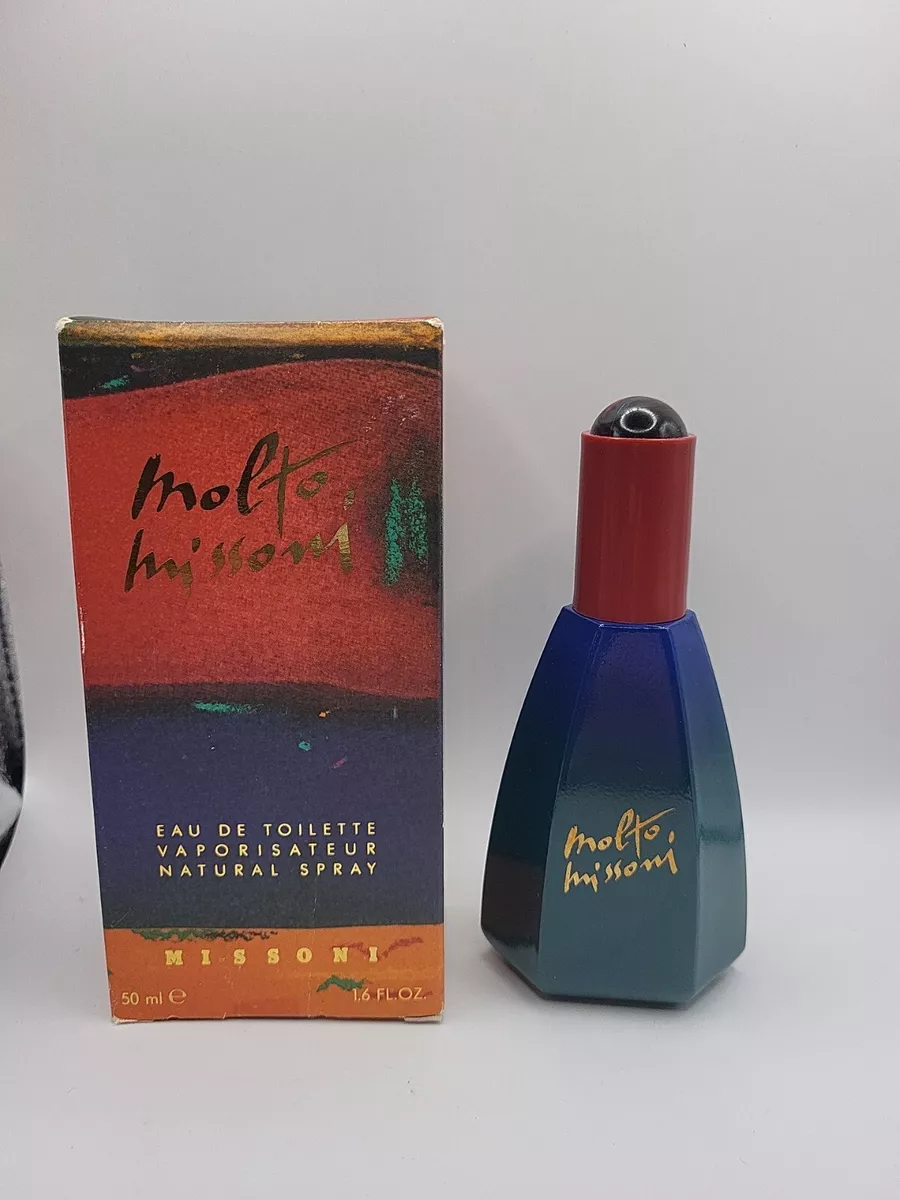 molto
missoni
EAU DE TOILETTE
VAPORISATEUR
NATURAL SPRAY
MISSONI
50 ml ℮
1.6 FL.OZ.
molto
missoni